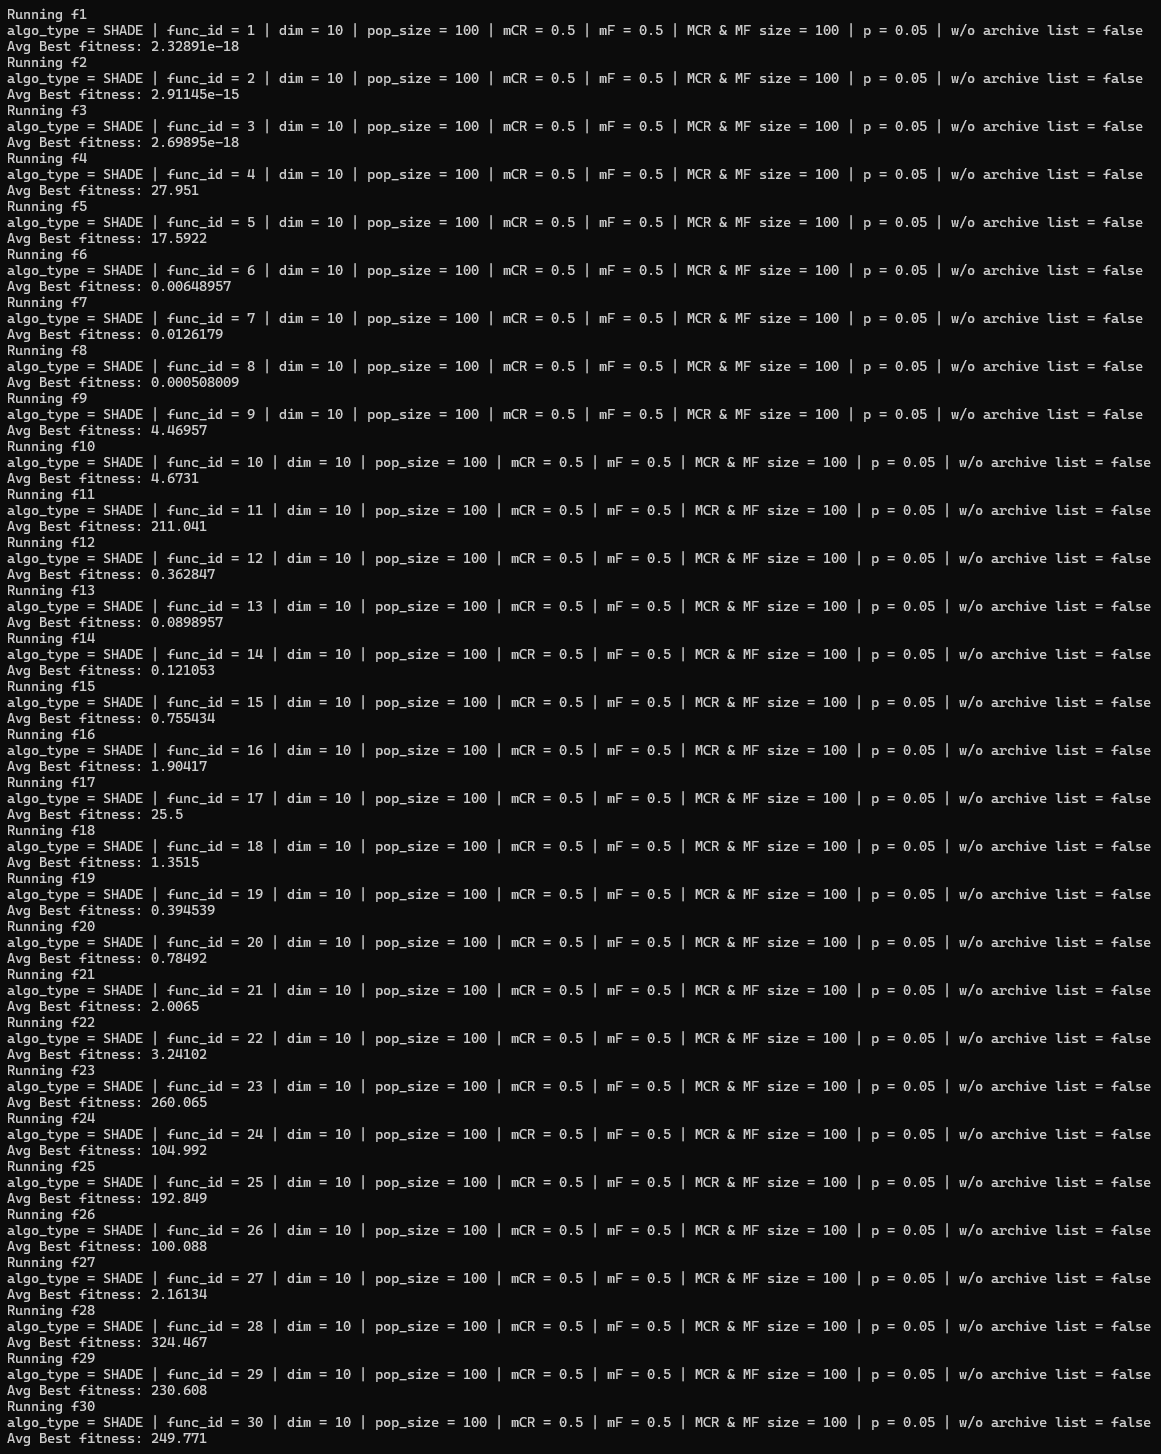 Running f1
algo_type = SHADE | func_id = 1 | dim = 10 | pop_size = 100 | mCR = 0.5 | mF = 0.5 | MCR & MF size = 100 | p = 0.05 | w/o archive list = false
Avg Best fitness: 2.32891e-18
Running f2
algo_type = SHADE | func_id = 2 | dim = 10 | pop_size = 100 | mCR = 0.5 | mF = 0.5 | MCR & MF size = 100 | p = 0.05 | w/o archive list = false
Avg Best fitness: 2.91145e-15
Running f3
algo_type = SHADE | func_id = 3 | dim = 10 | pop_size = 100 | mCR = 0.5 | mF = 0.5 | MCR & MF size = 100 | p = 0.05 | w/o archive list = false
Avg Best fitness: 2.69895e-18
Running f4
algo_type = SHADE | func_id = 4 | dim = 10 | pop_size = 100 | mCR = 0.5 | mF = 0.5 | MCR & MF size = 100 | p = 0.05 | w/o archive list = false
Avg Best fitness: 27.951
Running f5
algo_type = SHADE | func_id = 5 | dim = 10 | pop_size = 100 | mCR = 0.5 | mF = 0.5 | MCR & MF size = 100 | p = 0.05 | w/o archive list = false
Avg Best fitness: 17.5922
Running f6
algo_type = SHADE | func_id = 6 | dim = 10 | pop_size = 100 | mCR = 0.5 | mF = 0.5 | MCR & MF size = 100 | p = 0.05 | w/o archive list = false
Avg Best fitness: 0.00648957
Running f7
algo_type = SHADE | func_id = 7 | dim = 10 | pop_size = 100 | mCR = 0.5 | mF = 0.5 | MCR & MF size = 100 | p = 0.05 | w/o archive list = false
Avg Best fitness: 0.0126179
Running f8
algo_type = SHADE | func_id = 8 | dim = 10 | pop_size = 100 | mCR = 0.5 | mF = 0.5 | MCR & MF size = 100 | p = 0.05 | w/o archive list = false
Avg Best fitness: 0.000508009
Running f9
algo_type = SHADE | func_id = 9 | dim = 10 | pop_size = 100 | mCR = 0.5 | mF = 0.5 | MCR & MF size = 100 | p = 0.05 | w/o archive list = false
Avg Best fitness: 4.46957
Running f10
algo_type = SHADE | func_id = 10 | dim = 10 | pop_size = 100 | mCR = 0.5 | mF = 0.5 | MCR & MF size = 100 | p = 0.05 | w/o archive list = false
Avg Best fitness: 4.6731
Running f11
algo_type = SHADE | func_id = 11 | dim = 10 | pop_size = 100 | mCR = 0.5 | mF = 0.5 | MCR & MF size = 100 | p = 0.05 | w/o archive list = false
Avg Best fitness: 211.041
Running f12
algo_type = SHADE | func_id = 12 | dim = 10 | pop_size = 100 | mCR = 0.5 | mF = 0.5 | MCR & MF size = 100 | p = 0.05 | w/o archive list = false
Avg Best fitness: 0.362847
Running f13
algo_type = SHADE | func_id = 13 | dim = 10 | pop_size = 100 | mCR = 0.5 | mF = 0.5 | MCR & MF size = 100 | p = 0.05 | w/o archive list = false
Avg Best fitness: 0.0898957
Running f14
algo_type = SHADE | func_id = 14 | dim = 10 | pop_size = 100 | mCR = 0.5 | mF = 0.5 | MCR & MF size = 100 | p = 0.05 | w/o archive list = false
Avg Best fitness: 0.121053
Running f15
algo_type = SHADE | func_id = 15 | dim = 10 | pop_size = 100 | mCR = 0.5 | mF = 0.5 | MCR & MF size = 100 | p = 0.05 | w/o archive list = false
Avg Best fitness: 0.755434
Running f16
algo_type = SHADE | func_id = 16 | dim = 10 | pop_size = 100 | mCR = 0.5 | mF = 0.5 | MCR & MF size = 100 | p = 0.05 | w/o archive list = false
Avg Best fitness: 1.90417
Running f17
algo_type = SHADE | func_id = 17 | dim = 10 | pop_size = 100 | mCR = 0.5 | mF = 0.5 | MCR & MF size = 100 | p = 0.05 | w/o archive list = false
Avg Best fitness: 25.5
Running f18
algo_type = SHADE | func_id = 18 | dim = 10 | pop_size = 100 | mCR = 0.5 | mF = 0.5 | MCR & MF size = 100 | p = 0.05 | w/o archive list = false
Avg Best fitness: 1.3515
Running f19
algo_type = SHADE | func_id = 19 | dim = 10 | pop_size = 100 | mCR = 0.5 | mF = 0.5 | MCR & MF size = 100 | p = 0.05 | w/o archive list = false
Avg Best fitness: 0.394539
Running f20
algo_type = SHADE | func_id = 20 | dim = 10 | pop_size = 100 | mCR = 0.5 | mF = 0.5 | MCR & MF size = 100 | p = 0.05 | w/o archive list = false
Avg Best fitness: 0.78492
Running f21
algo_type = SHADE | func_id = 21 | dim = 10 | pop_size = 100 | mCR = 0.5 | mF = 0.5 | MCR & MF size = 100 | p = 0.05 | w/o archive list = false
Avg Best fitness: 2.0065
Running f22
algo_type = SHADE | func_id = 22 | dim = 10 | pop_size = 100 | mCR = 0.5 | mF = 0.5 | MCR & MF size = 100 | p = 0.05 | w/o archive list = false
Avg Best fitness: 3.24102
Running f23
algo_type = SHADE | func_id = 23 | dim = 10 | pop_size = 100 | mCR = 0.5 | mF = 0.5 | MCR & MF size = 100 | p = 0.05 | w/o archive list = false
Avg Best fitness: 260.065
Running f24
algo_type = SHADE | func_id = 24 | dim = 10 | pop_size = 100 | mCR = 0.5 | mF = 0.5 | MCR & MF size = 100 | p = 0.05 | w/o archive list = false
Avg Best fitness: 104.992
Running f25
algo_type = SHADE | func_id = 25 | dim = 10 | pop_size = 100 | mCR = 0.5 | mF = 0.5 | MCR & MF size = 100 | p = 0.05 | w/o archive list = false
Avg Best fitness: 192.849
Running f26
algo_type = SHADE | func_id = 26 | dim = 10 | pop_size = 100 | mCR = 0.5 | mF = 0.5 | MCR & MF size = 100 | p = 0.05 | w/o archive list = false
Avg Best fitness: 100.088
Running f27
algo_type = SHADE | func_id = 27 | dim = 10 | pop_size = 100 | mCR = 0.5 | mF = 0.5 | MCR & MF size = 100 | p = 0.05 | w/o archive list = false
Avg Best fitness: 2.16134
Running f28
algo_type = SHADE | func_id = 28 | dim = 10 | pop_size = 100 | mCR = 0.5 | mF = 0.5 | MCR & MF size = 100 | p = 0.05 | w/o archive list = false
Avg Best fitness: 324.467
Running f29
algo_type = SHADE | func_id = 29 | dim = 10 | pop_size = 100 | mCR = 0.5 | mF = 0.5 | MCR & MF size = 100 | p = 0.05 | w/o archive list = false
Avg Best fitness: 230.608
Running f30
algo_type = SHADE | func_id = 30 | dim = 10 | pop_size = 100 | mCR = 0.5 | mF = 0.5 | MCR & MF size = 100 | p = 0.05 | w/o archive list = false
Avg Best fitness: 249.771